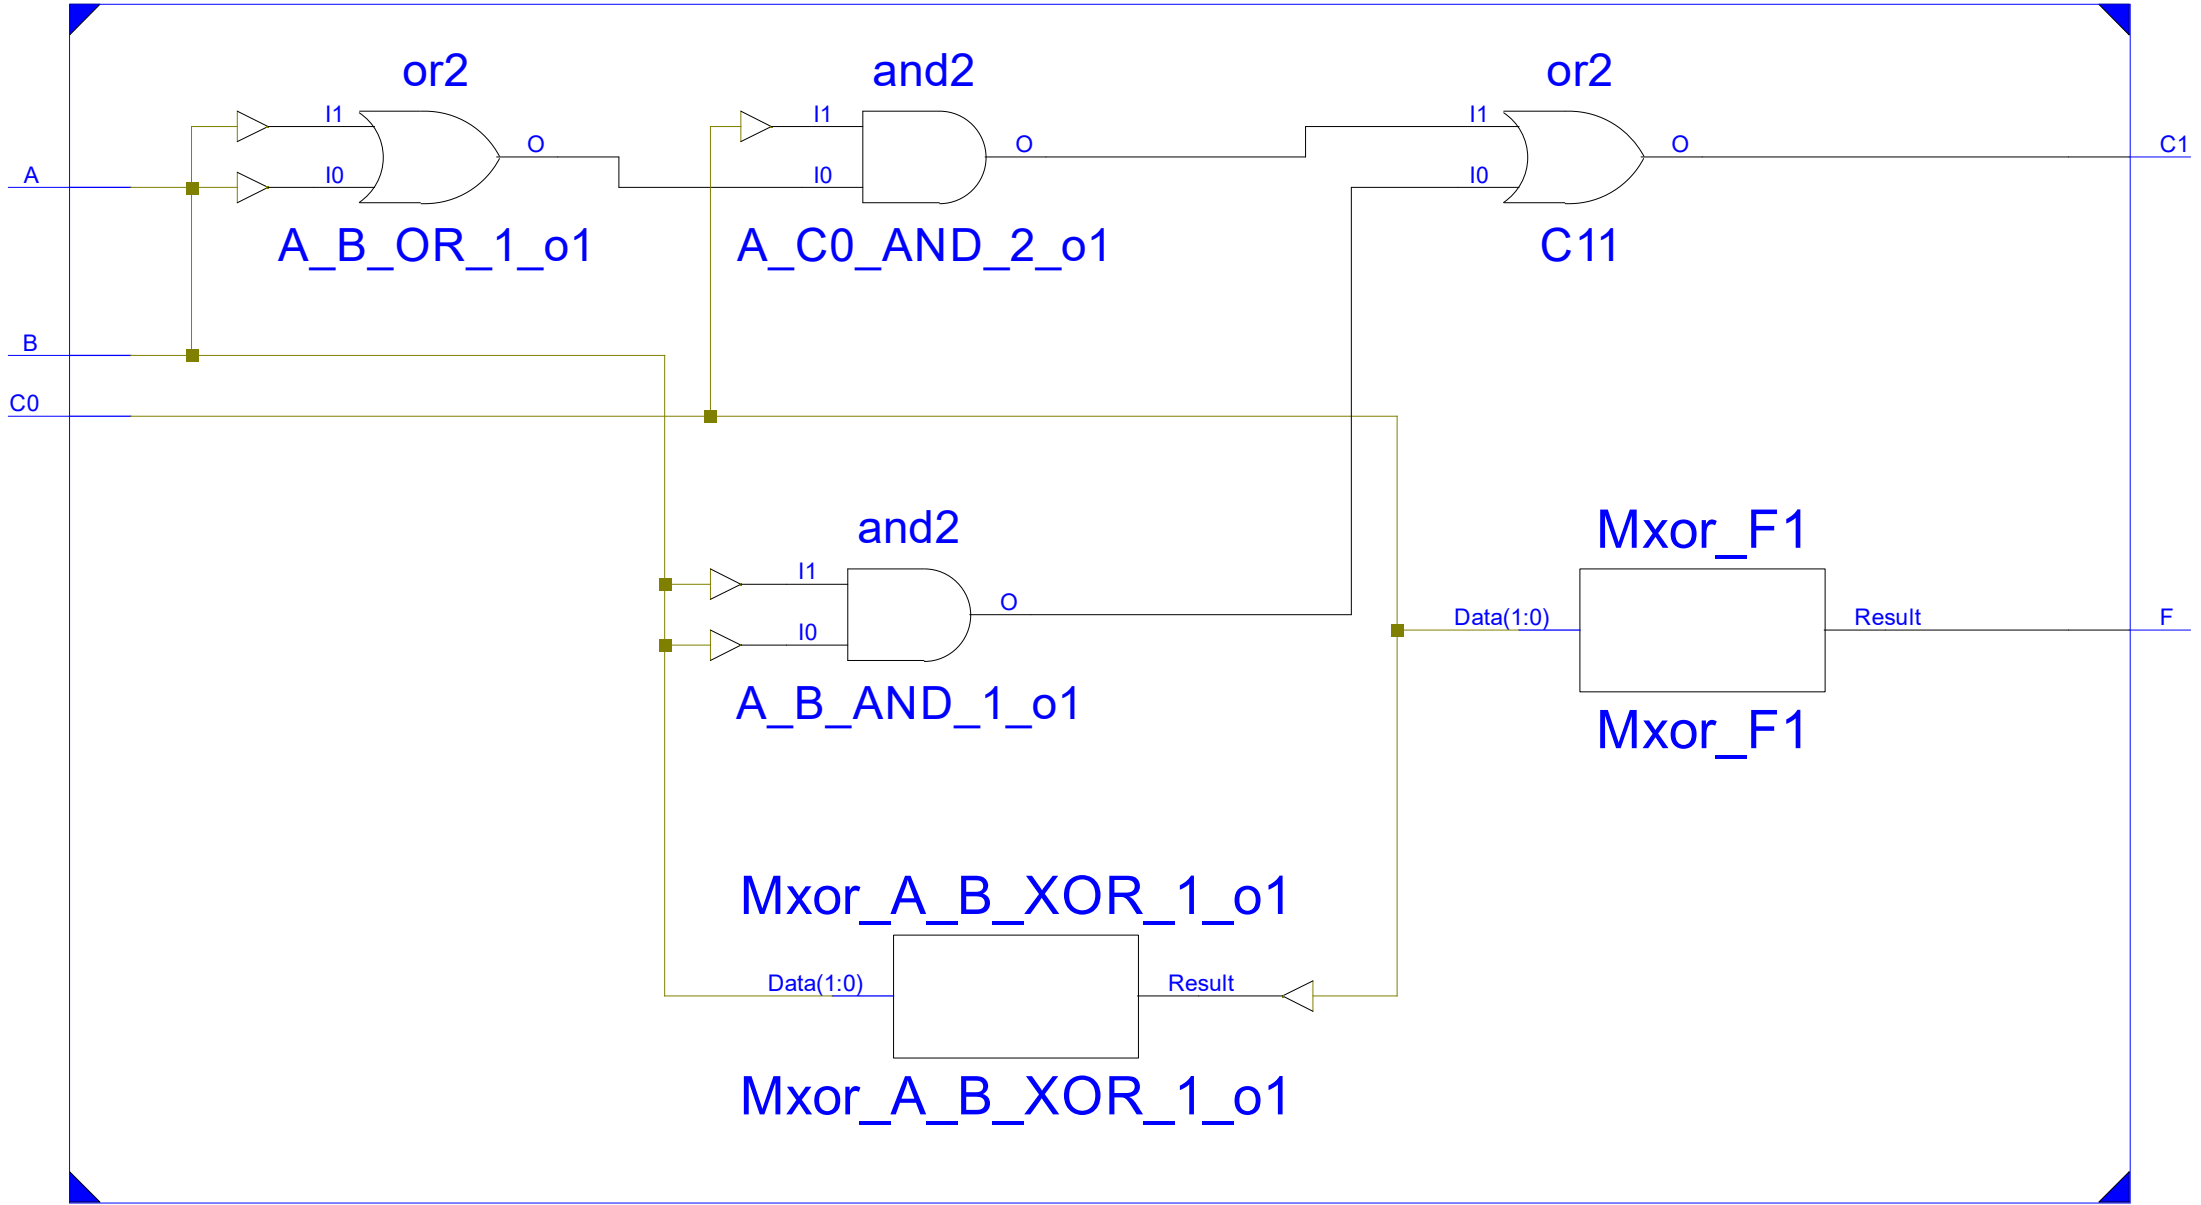 or2
and2
or2
I1
I1
I1
O
O
O
C1
A
I0
I0
I0
A_B_OR_1_o1
A_C0_AND_2_o1
C11
B
C0
and2
Mxor_F1
I1
O
Data(1:0)
Result
F
I0
A_B_AND_1_o1
Mxor_F1
Mxor_A_B_XOR_1_o1
Data(1:0)
Result
Mxor_A_B_XOR_1_o1